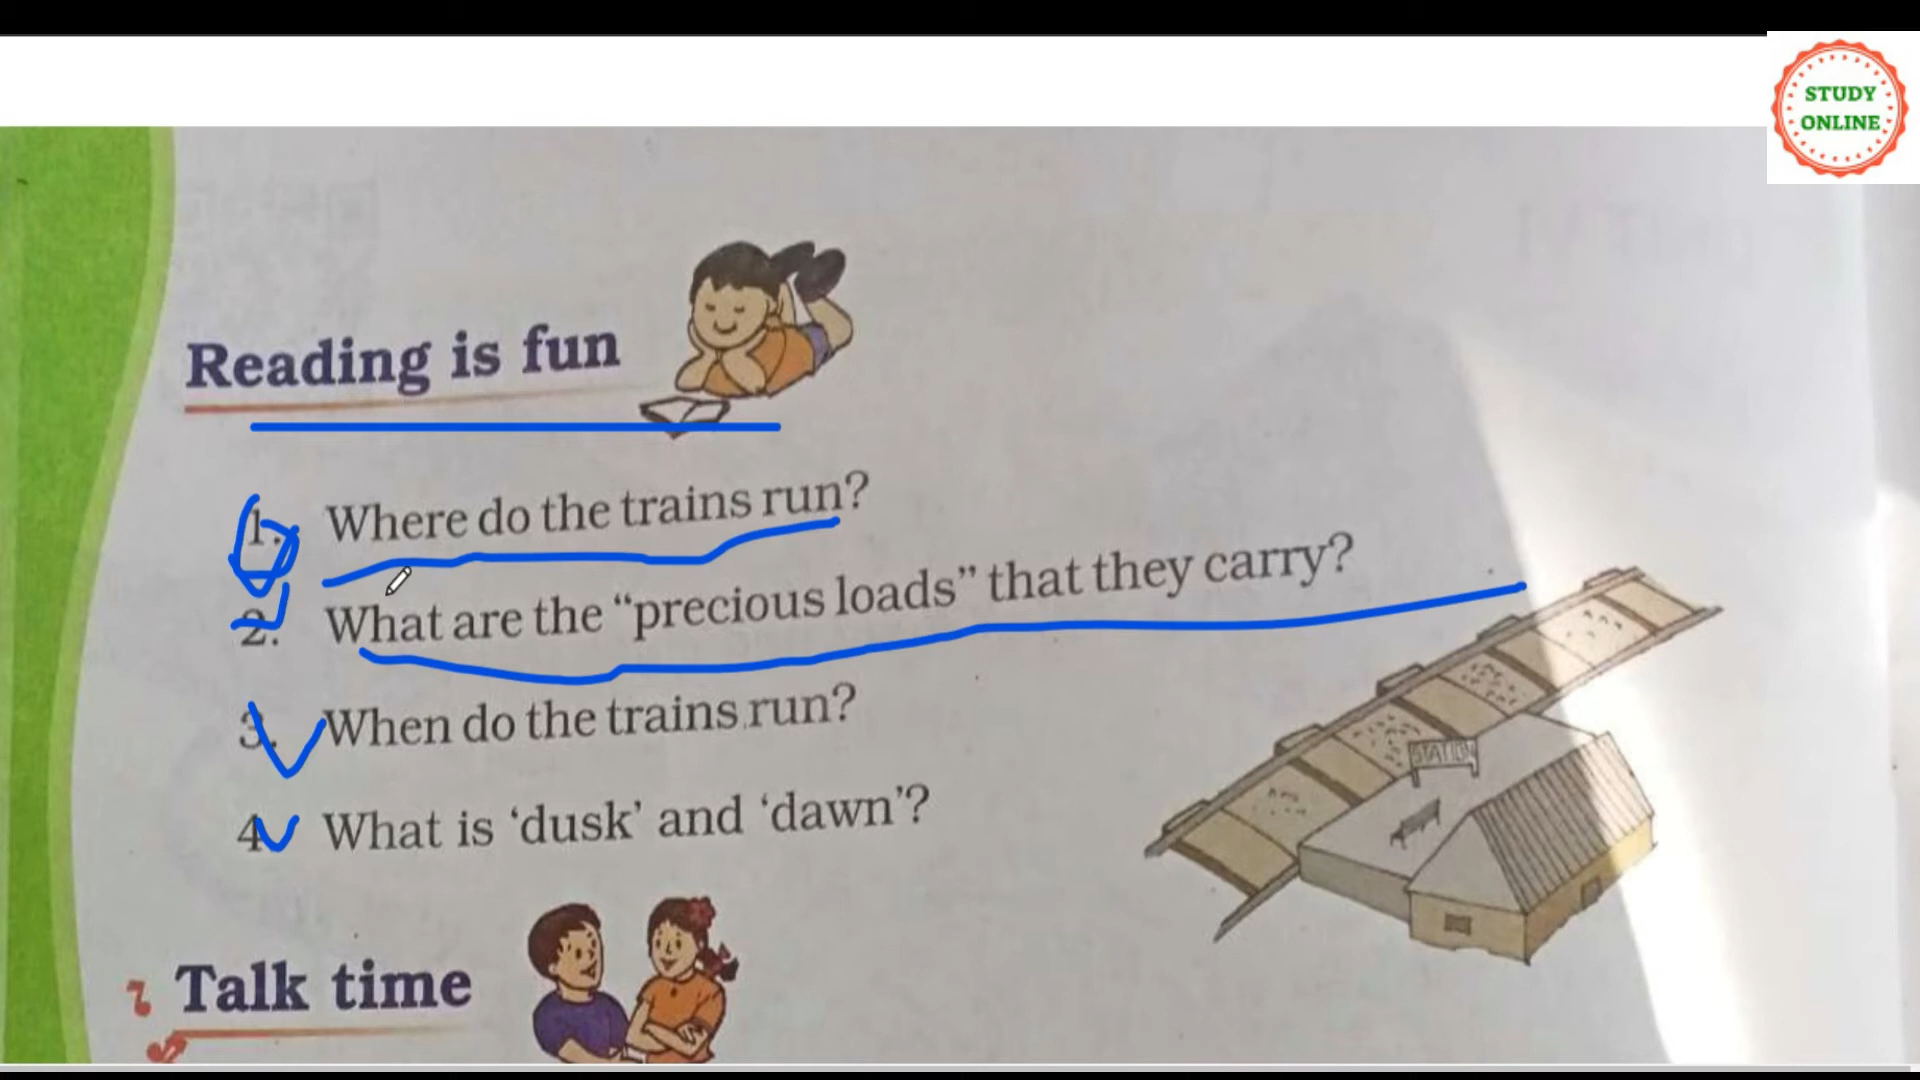 STUDY
ONLINE
Reading is fun
1. Where do the trains run?
2. What are the “precious loads” that they carry?
3. When do the trains run?
4. What is ‘dusk’ and ‘dawn’?
STATION
Talk time